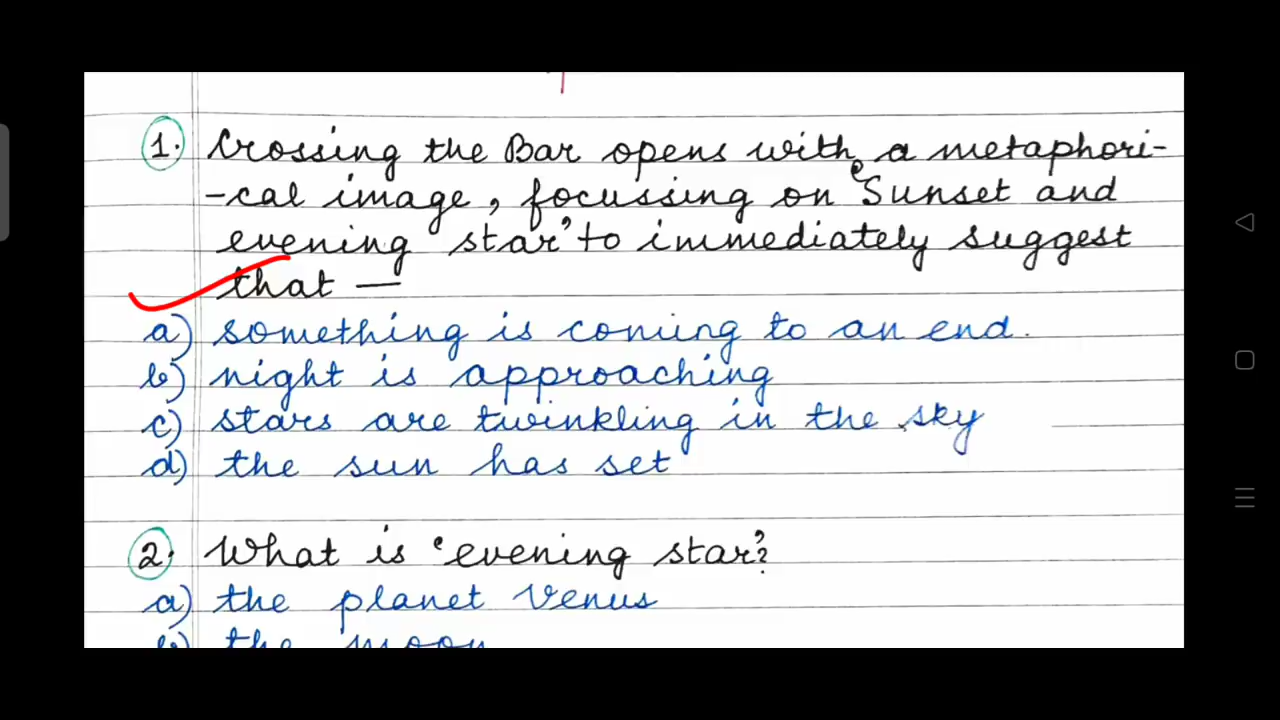 1. Crossing the Bar opens with a metaphori-
-cal image, focussing on 'Sunset and
evening star' to immediately suggest
that —
a) something is coming to an end.
b) night is approaching
c) stars are twinkling in the sky
d) the sun has set
2. What is 'evening star'?
a) the planet Venus
b) the moon